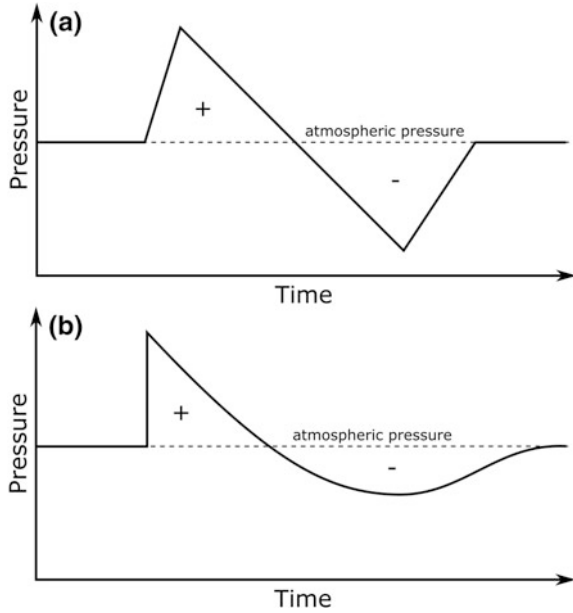 (a)
Pressure
+
atmospheric pressure
-
Time
(b)
Pressure
+
atmospheric pressure
-
Time